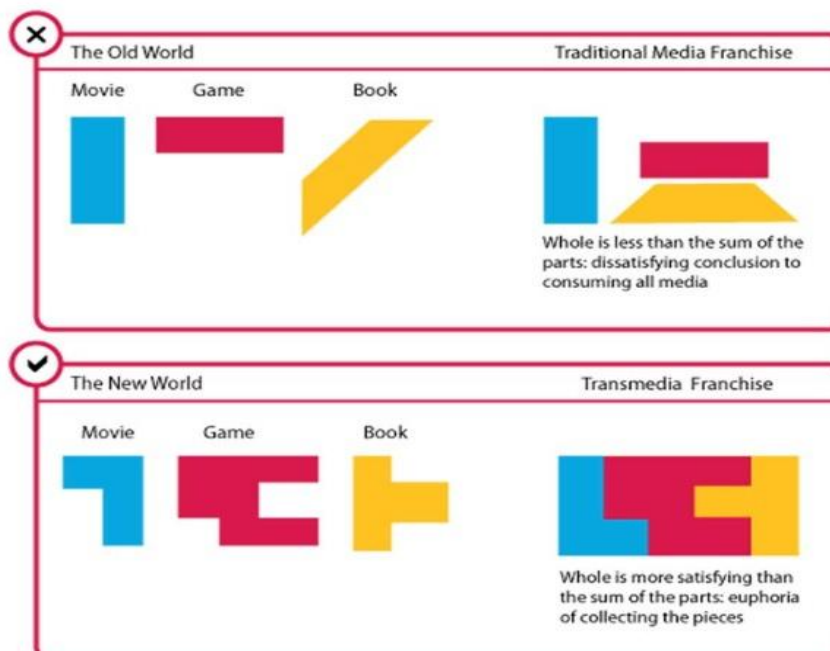 The Old World
Traditional Media Franchise
Movie
Game
Book
Whole is less than the sum of the
parts: dissatisfying conclusion to
consuming all media
The New World
Transmedia Franchise
Movie
Game
Book
Whole is more satisfying than
the sum of the parts: euphoria
of collecting the pieces